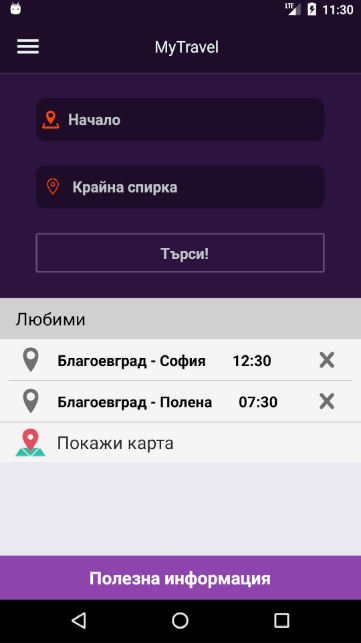 LTE 11:30
MyTravel
Начало
Крайна спирка
Търси!
Любими
Благоевград - София 12:30
Благоевград - Полена 07:30
Покажи карта
Полезна информация